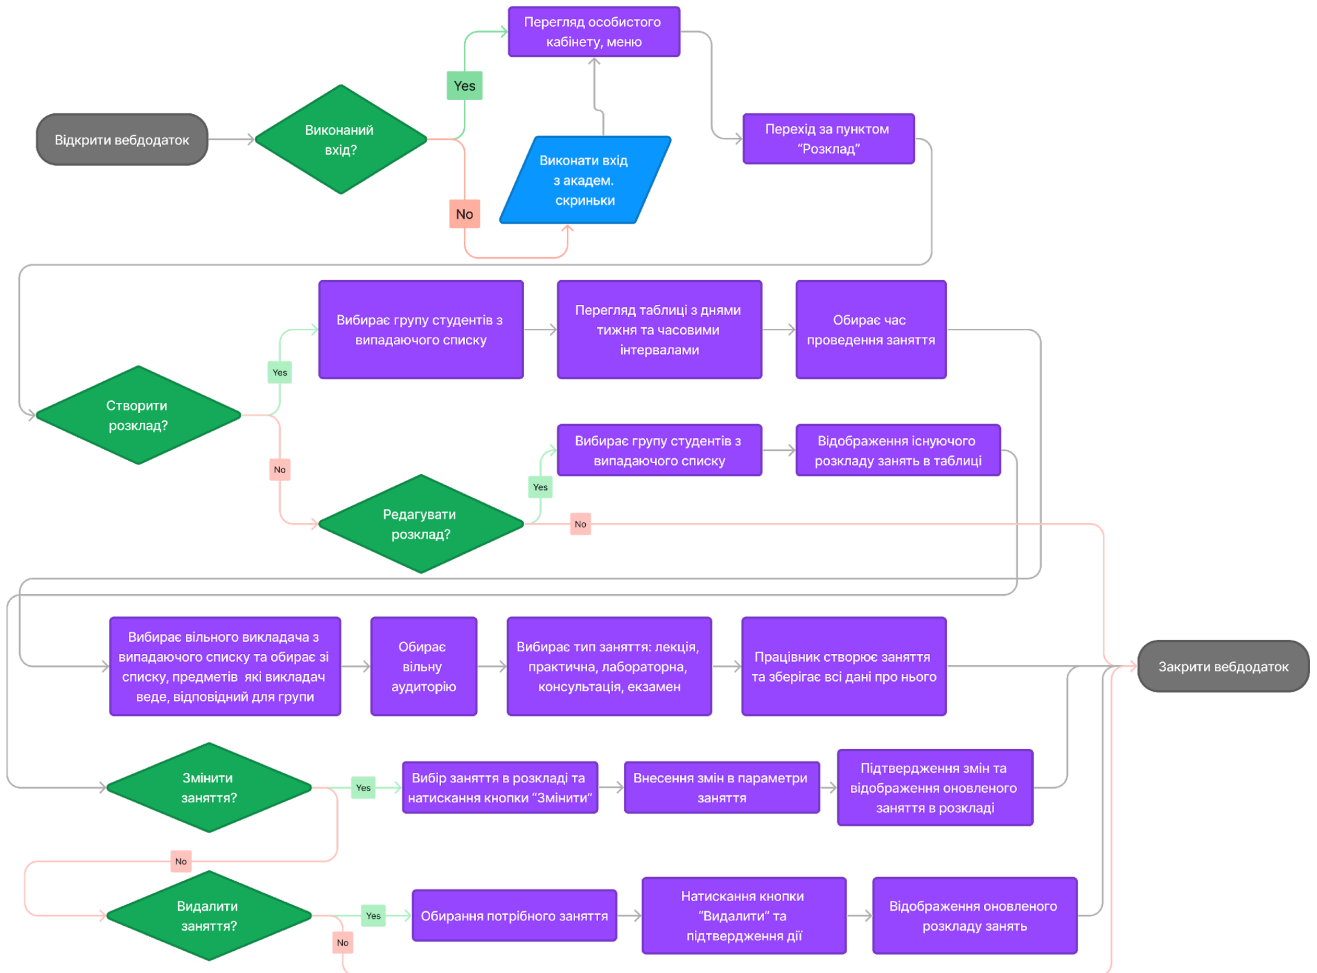 Перегляд особистого
кабінету, меню
Yes
Відкрити вебдодаток
Виконаний
вхід?
Перехід за пунктом
“Розклад”
Виконати вхід
з академ.
скриньки
No
Вибирає групу студентів з
випадаючого списку
Перегляд таблиці з днями
тижня та часовими
інтервалами
Обирає час
проведення заняття
Yes
Створити
розклад?
No
Вибирає групу студентів з
випадаючого списку
Відображення існуючого
розкладу занять в таблиці
Yes
Редагувати
розклад?
No
Вибирає вільного викладача з
випадаючого списку та обирає зі
списку, предметів які викладач
веде, відповідний для групи
Обирає
вільну
аудиторію
Вибирає тип заняття: лекція,
практична, лабораторна,
консультація, екзамен
Працівник створює заняття
та зберігає всі дані про нього
Закрити вебдодаток
Змінити
заняття?
Yes
Вибір заняття в розкладі та
натискання кнопки “Змінити”
Внесення змін в параметри
заняття
Підтвердження змін та
відображення оновленого
заняття в розкладі
No
Видалити
заняття?
Yes
Обирання потрібного заняття
Натискання кнопки
“Видалити” та
підтвердження дії
Відображення оновленого
розкладу занять
No